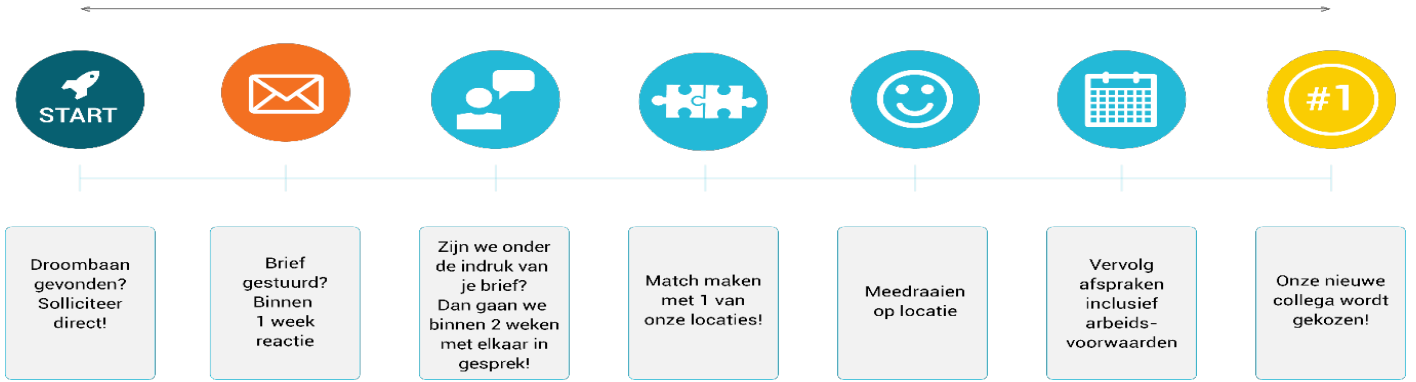 START
#1
Droombaan
gevonden?
Solliciteer
direct!
Brief
gestuurd?
Binnen
1 week
reactie
Zijn we onder
de indruk van
je brief?
Dan gaan we
binnen 2 weken
met elkaar in
gesprek!
Match maken
met 1 van
onze locaties!
Meedraaien
op locatie
Vervolg
afspraken
inclusief
arbeids-
voorwaarden
Onze nieuwe
collega wordt
gekozen!